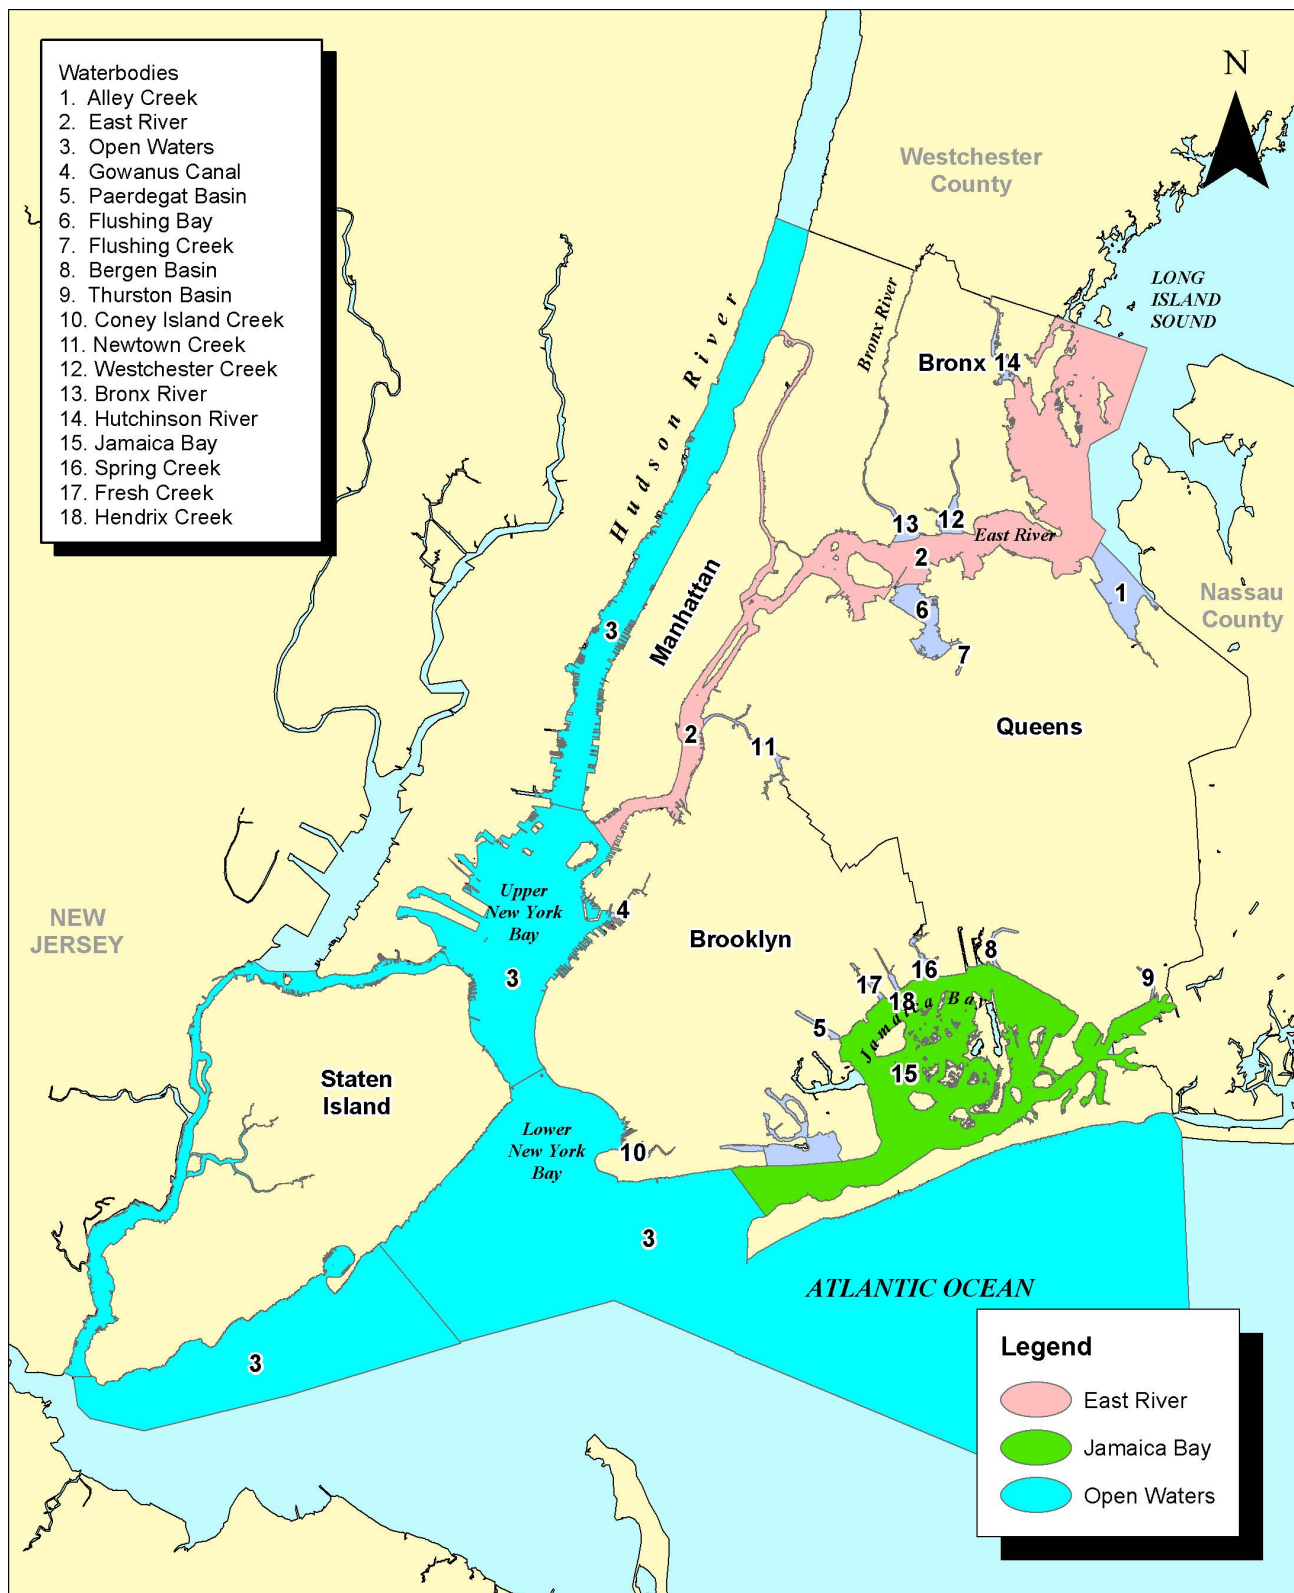 Waterbodies
1. Alley Creek
2. East River
3. Open Waters
4. Gowanus Canal
5. Paerdegat Basin
6. Flushing Bay
7. Flushing Creek
8. Bergen Basin
9. Thurston Basin
10. Coney Island Creek
11. Newtown Creek
12. Westchester Creek
13. Bronx River
14. Hutchinson River
15. Jamaica Bay
16. Spring Creek
17. Fresh Creek
18. Hendrix Creek
N
Westchester
County
LONG
ISLAND
SOUND
Hudson River
Bronx River
Bronx
14
13
12
East River
2
1
Nassau
County
3
Manhattan
6
7
2
11
Queens
Upper
New York
Bay
4
NEW
JERSEY
Brooklyn
3
8
16
9
17
18
Jamaica Bay
5
15
Staten
Island
Lower
New York
Bay
10
3
ATLANTIC OCEAN
3
Legend
East River
Jamaica Bay
Open Waters